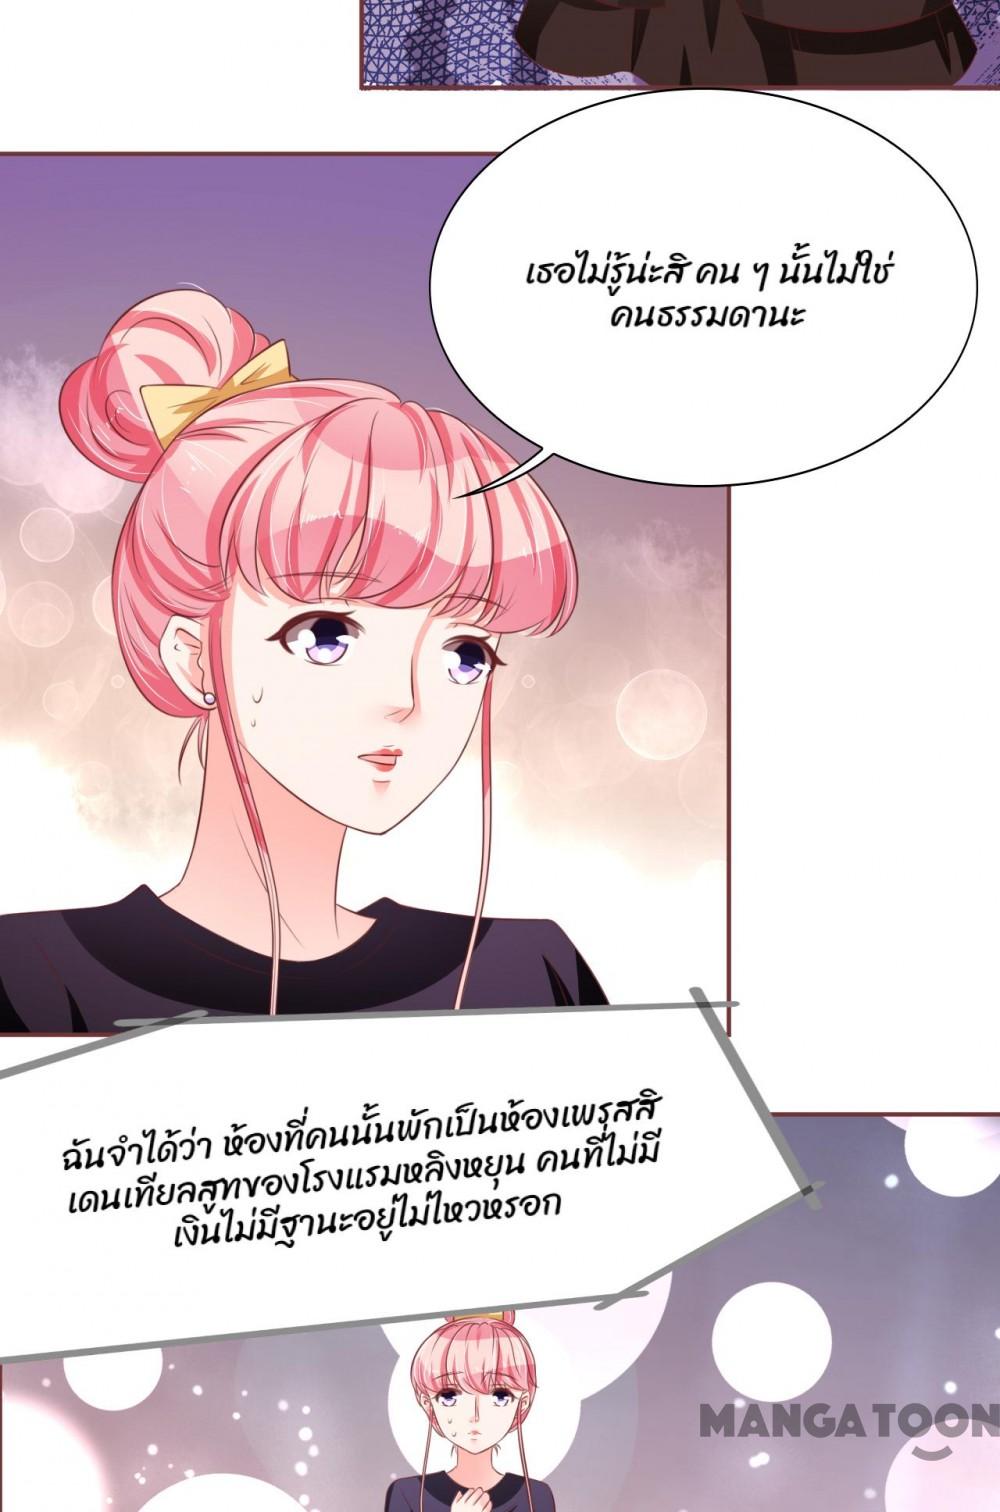 เธอไม่รู้น่ะสิ คน ๆ นั้นไม่ใช่
คนธรรมดานะ
ฉันจำได้ว่า ห้องที่คนนั้นพักเป็นห้องเพรสสิ
เดนเทียลสูทของโรงแรมหลิงหยุน คนที่ไม่มี
เงินไม่มีฐานะอยู่ไม่ไหวหรอก
MANGATOON